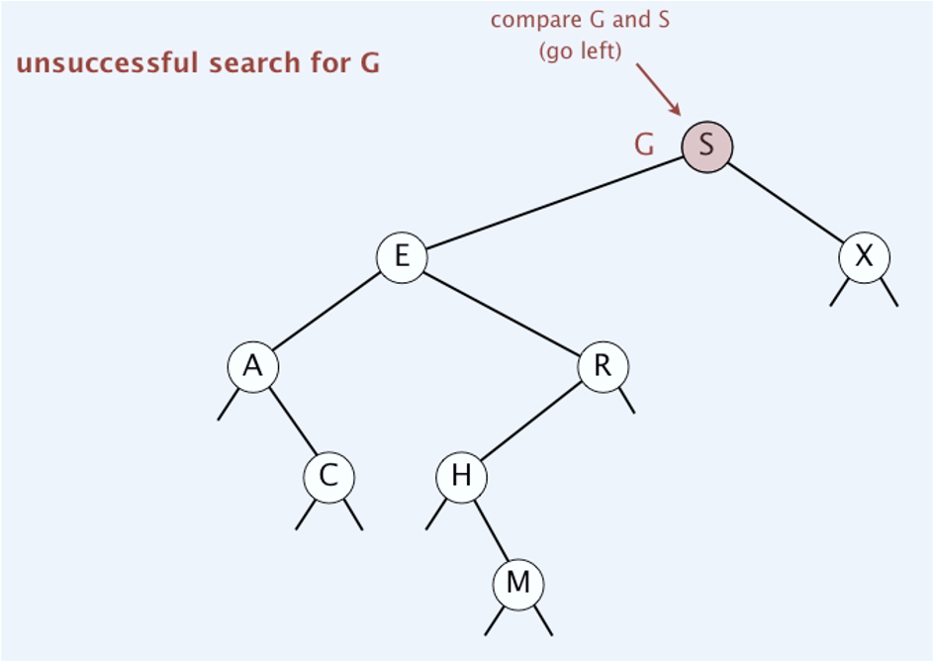 compare G and S
(go left)
unsuccessful search for G
G
S
E
X
A
R
C
H
M